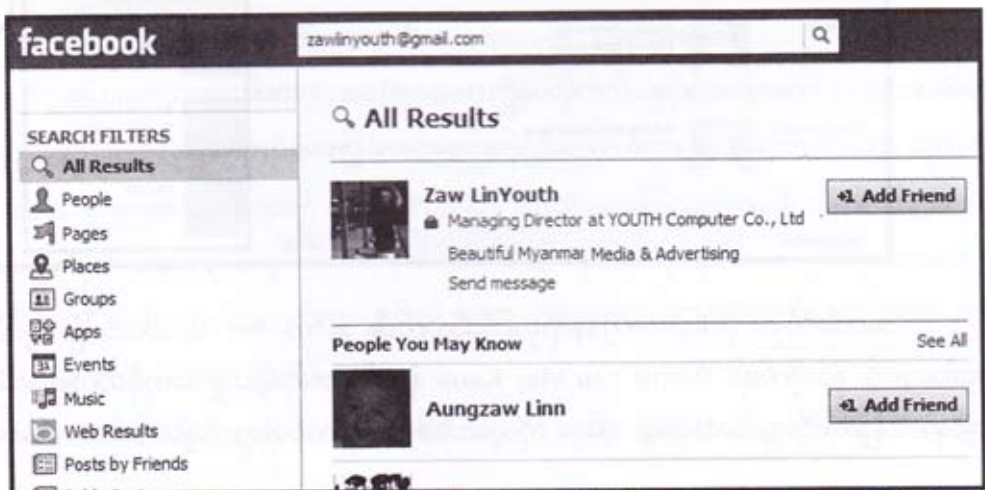 facebook
zawlinyouth@gmail.com
SEARCH FILTERS
All Results
People
Pages
Places
Groups
Apps
Events
Music
Web Results
Posts by Friends
All Results
Zaw LinYouth
+1 Add Friend
Managing Director at YOUTH Computer Co., Ltd
Beautiful Myanmar Media & Advertising
Send message
People You May Know
See All
Aungzaw Linn
+1 Add Friend